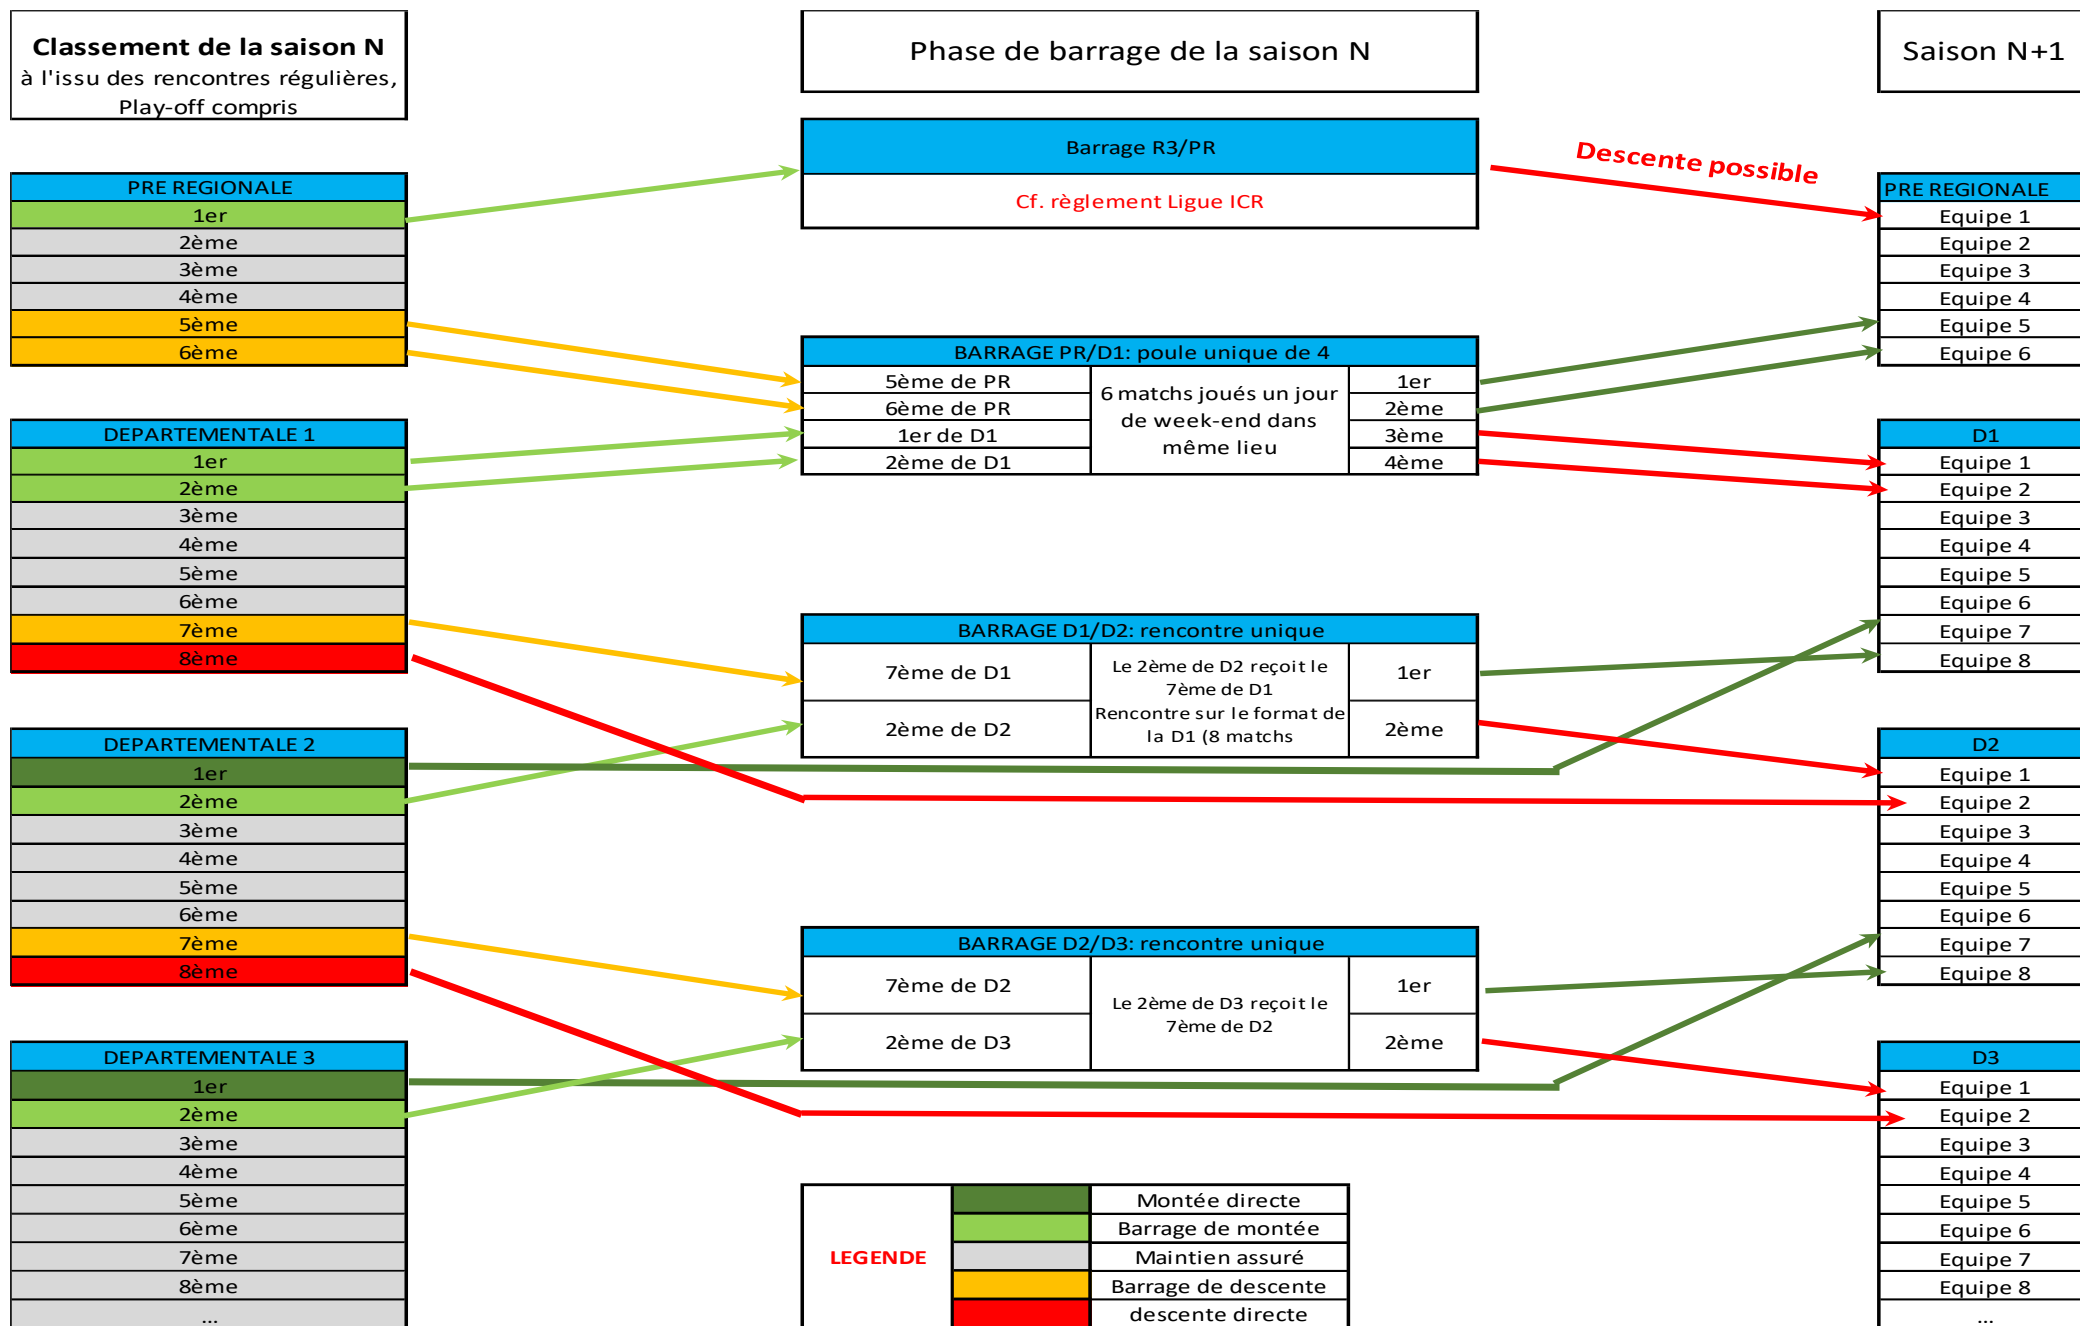 Classement de la saison N
à l'issu des rencontres régulières,
Play-off compris
Phase de barrage de la saison N
Saison N+1
PRE REGIONALE
1er
2ème
3ème
4ème
5ème
6ème
DEPARTEMENTALE 1
1er
2ème
3ème
4ème
5ème
6ème
7ème
8ème
DEPARTEMENTALE 2
1er
2ème
3ème
4ème
5ème
6ème
7ème
8ème
DEPARTEMENTALE 3
1er
2ème
3ème
4ème
5ème
6ème
7ème
8ème
...
Barrage R3/PR
Cf. règlement Ligue ICR
Descente possible
BARRAGE PR/D1: poule unique de 4
5ème de PR
6ème de PR
1er de D1
2ème de D1
6 matchs joués un jour
de week-end dans
même lieu
1er
2ème
3ème
4ème
BARRAGE D1/D2: rencontre unique
7ème de D1
2ème de D2
Le 2ème de D2 reçoit le
7ème de D1
Rencontre sur le format de
la D1 (8 matchs
1er
2ème
BARRAGE D2/D3: rencontre unique
7ème de D2
2ème de D3
Le 2ème de D3 reçoit le
7ème de D2
1er
2ème
LEGENDE
Montée directe
Barrage de montée
Maintien assuré
Barrage de descente
descente directe
PRE REGIONALE
Equipe 1
Equipe 2
Equipe 3
Equipe 4
Equipe 5
Equipe 6
D1
Equipe 1
Equipe 2
Equipe 3
Equipe 4
Equipe 5
Equipe 6
Equipe 7
Equipe 8
D2
Equipe 1
Equipe 2
Equipe 3
Equipe 4
Equipe 5
Equipe 6
Equipe 7
Equipe 8
D3
Equipe 1
Equipe 2
Equipe 3
Equipe 4
Equipe 5
Equipe 6
Equipe 7
Equipe 8
...